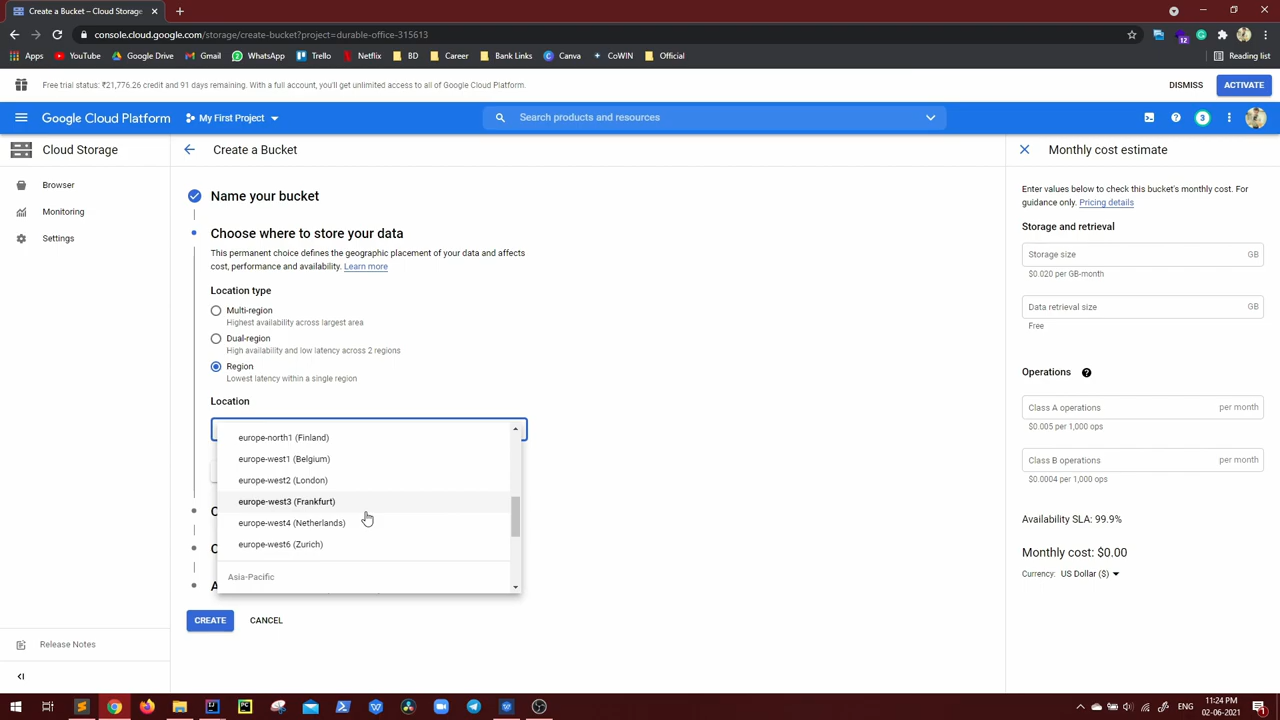 Create a Bucket – Cloud Storage
console.cloud.google.com/storage/create-bucket?project=durable-office-315613
Apps
YouTube
Google Drive
Gmail
WhatsApp
Trello
Netflix
BD
Career
Bank Links
Canva
CoWIN
Official
Reading list
Free trial status: ₹21,776.26 credit and 91 days remaining. With a full account, you'll get unlimited access to all of Google Cloud Platform.
DISMISS
ACTIVATE
Google Cloud Platform
My First Project
Search products and resources
3
Cloud Storage
Browser
Monitoring
Settings
Release Notes
Create a Bucket
Name your bucket
Choose where to store your data
This permanent choice defines the geographic placement of your data and affects
cost, performance and availability. Learn more
Location type
Multi-region
Highest availability across largest area
Dual-region
High availability and low latency across 2 regions
Region
Lowest latency within a single region
Location
europe-north1 (Finland)
europe-west1 (Belgium)
europe-west2 (London)
europe-west3 (Frankfurt)
europe-west4 (Netherlands)
europe-west6 (Zurich)
Asia-Pacific
CREATE
CANCEL
Monthly cost estimate
Enter values below to check this bucket's monthly cost. For
guidance only. Pricing details
Storage and retrieval
Storage size GB
$0.020 per GB-month
Data retrieval size GB
Free
Operations
Class A operations per month
$0.005 per 1,000 ops
Class B operations per month
$0.0004 per 1,000 ops
Availability SLA: 99.9%
Monthly cost: $0.00
Currency: US Dollar ($)
ENG
11:24 PM
02-06-2021